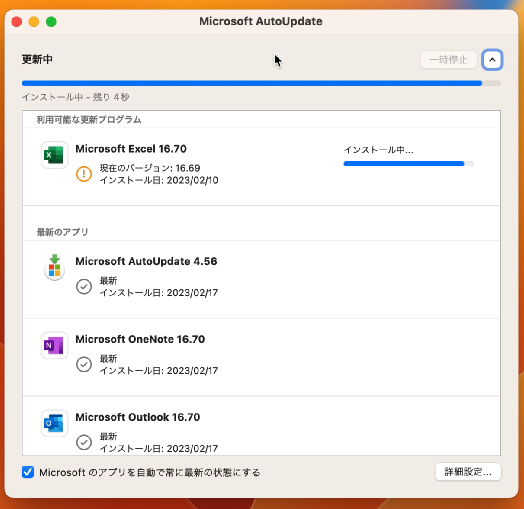 Microsoft AutoUpdate
更新中
一時停止
インストール中 - 残り 4 秒
利用可能な更新プログラム
Microsoft Excel 16.70
現在のバージョン: 16.69
インストール日: 2023/02/10
インストール中...
最新のアプリ
Microsoft AutoUpdate 4.56
最新
インストール日: 2023/02/17
Microsoft OneNote 16.70
最新
インストール日: 2023/02/17
Microsoft Outlook 16.70
最新
インストール日: 2023/02/17
Microsoft のアプリを自動で常に最新の状態にする
詳細設定...